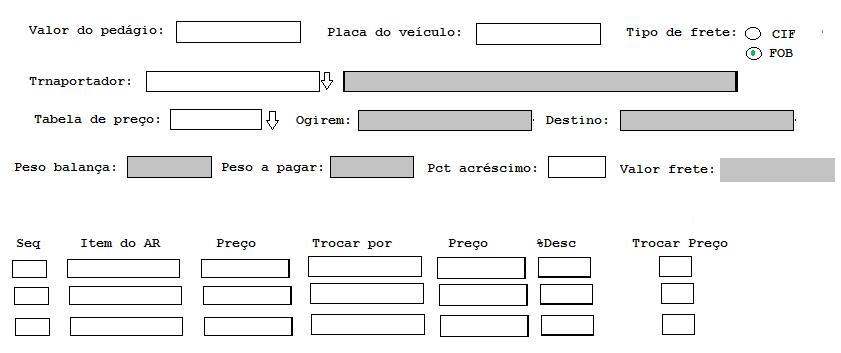 Valor do pedágio: Placa do veículo: Tipo de frete: CIF
FOB
Trnaportador:
Tabela de preço: Ogirem: Destino:
Peso balança: Peso a pagar: Pct acréscimo: Valor frete:
Seq Item do AR Preço Trocar por Preço %Desc Trocar Preço